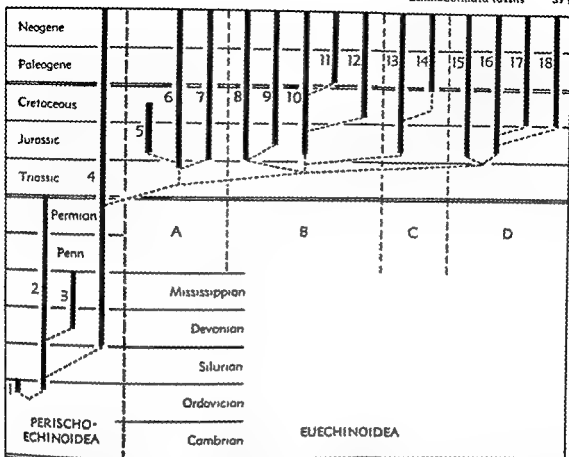 Neogene
Paleogene
11 12 13 14 15 16 17 18
Cretaceous
6 7 8 9 10
5
Jurassic
Triassic 4
Permian
A B C D
Penn
2 3
Mississippian
Devonian
Silurian
1
Ordovician
PERISCHO-
ECHINOIDEA
EUECHINOIDEA
Cambrian